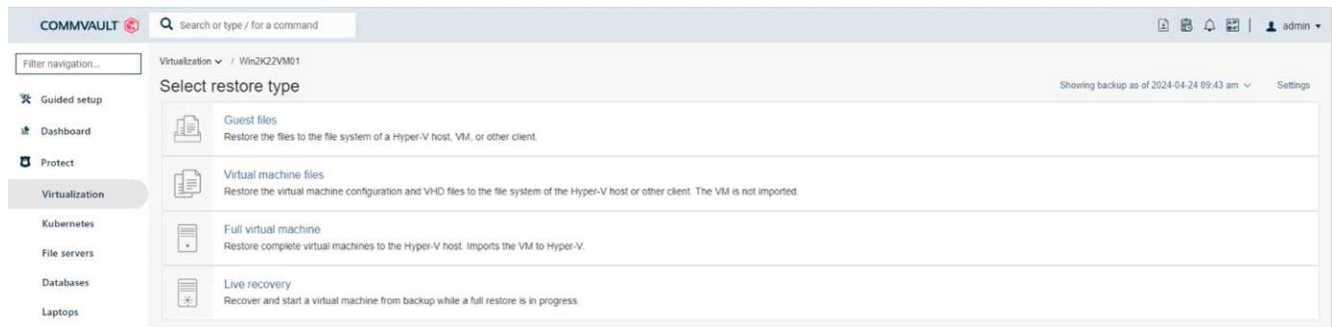 COMMVAULT
Search or type / for a command
admin
Filter navigation...
Virtualization / Win2K22VM01
Select restore type
Showing backup as of 2024-04-24 09:43 am
Settings
Guided setup
Dashboard
Protect
Virtualization
Kubernetes
File servers
Databases
Laptops
Guest files
Restore the files to the file system of a Hyper-V host, VM, or other client.
Virtual machine files
Restore the virtual machine configuration and VHD files to the file system of the Hyper-V host or other client. The VM is not imported.
Full virtual machine
Restore complete virtual machines to the Hyper-V host. Imports the VM to Hyper-V.
Live recovery
Recover and start a virtual machine from backup while a full restore is in progress.